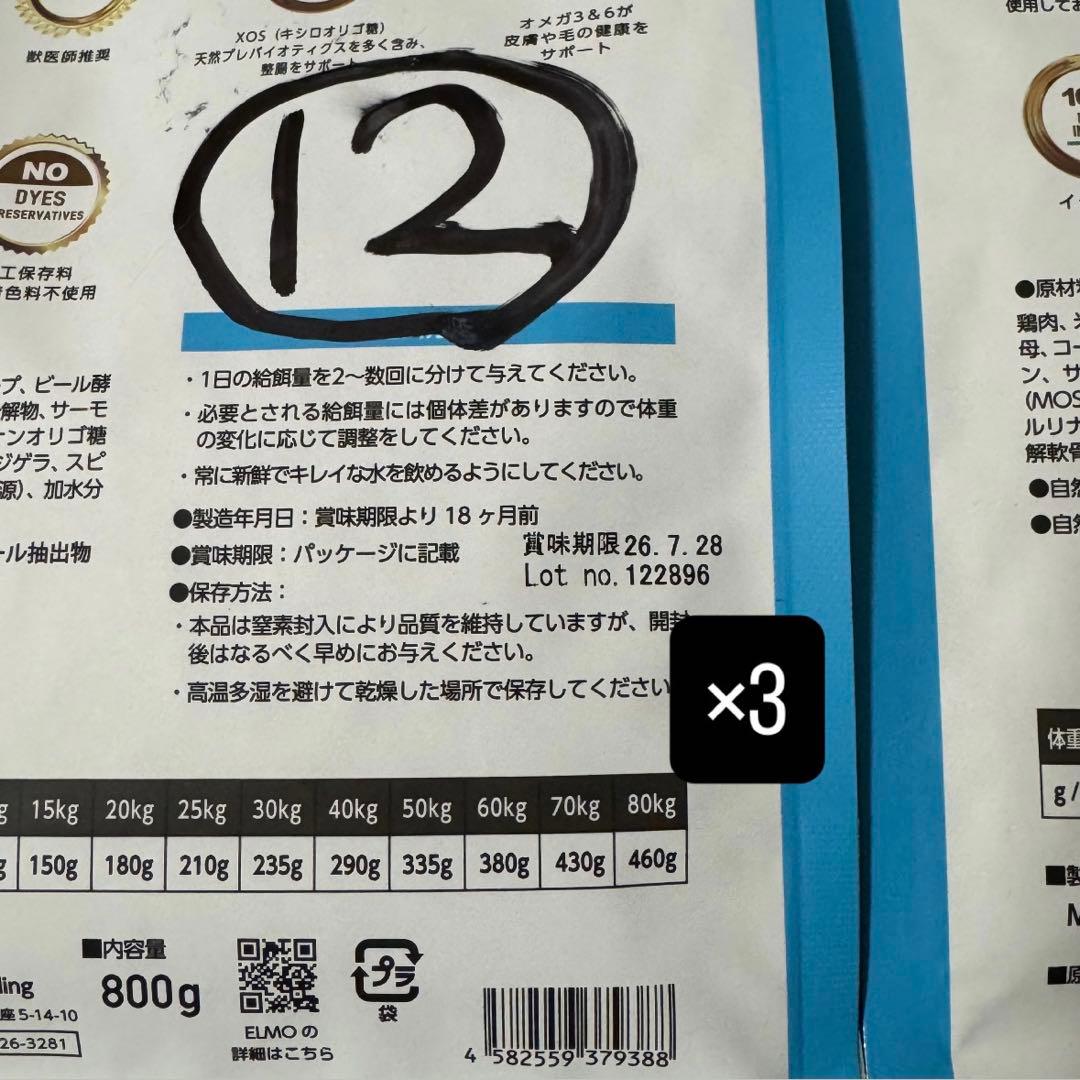 獣医師推奨
XOS（キシロオリゴ糖）
天然プレバイオティクスを多く含み、
整腸をサポート
オメガ3＆6が
皮膚や毛の健康を
サポート
12
NO
DYES
RESERVATIVES
工保存料
色料不使用
プ、ビール酵
解物、サーモ
ンオリゴ糖
ジゲラ、スピ
源）、加水分
ール抽出物
・1日の給餌量を2〜数回に分けて与えてください。
・必要とされる給餌量には個体差がありますので体重
の変化に応じて調整をしてください。
・常に新鮮でキレイな水を飲めるようにしてください。
●製造年月日：賞味期限より18ヶ月前
●賞味期限：パッケージに記載
賞味期限26.7.28
Lot no.122896
●保存方法：
・本品は窒素封入により品質を維持していますが、開封
後はなるべく早めにお与えください。
・高温多湿を避けて乾燥した場所で保存してください
×3
g 15kg 20kg 25kg 30kg 40kg 50kg 60kg 70kg 80kg
g 150g 180g 210g 235g 290g 335g 380g 430g 460g
■内容量
800g
ling
座5-14-10
26-3281
ELMOの
詳細はこちら
プラ
袋
4 582559 379388
使用して
10
●原材
鶏肉、
母、コー
ン、サ
(MOS
ルリナ
解軟骨
●自然
●自然
体重
g/
■製
M
■原